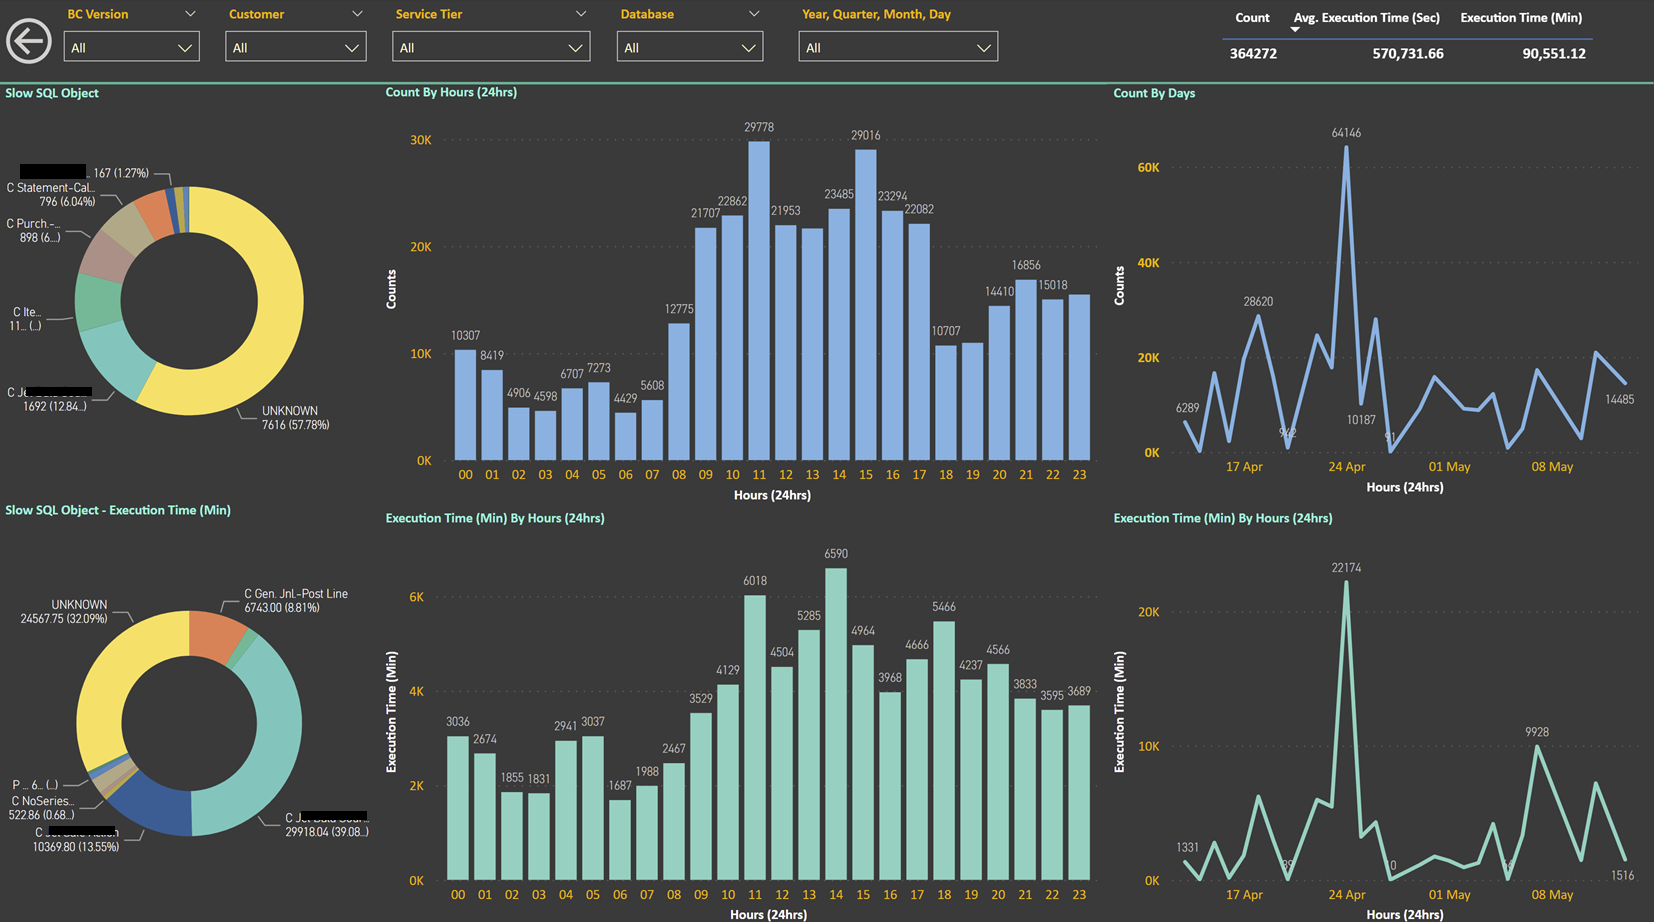 BC Version
Customer
Service Tier
Database
Year, Quarter, Month, Day
All
All
All
All
All
Count Avg. Execution Time (Sec) Execution Time (Min)
364272 570,731.66 90,551.12
Slow SQL Object
167 (1.27%)
C Statement-Cal...
796 (6.04%)
C Purch.-...
898 (6...)
C Ite...
11... (...)
1692 (12.84...)
UNKNOWN
7616 (57.78%)
Count By Hours (24hrs)
Counts
30K
20K
10K
0K
10307
8419
4906
4598
6707
7273
4429
5608
12775
21707
22862
29778
21953
23485
29016
23294
22082
10707
14410
16856
15018
00 01 02 03 04 05 06 07 08 09 10 11 12 13 14 15 16 17 18 19 20 21 22 23
Hours (24hrs)
Count By Days
Counts
60K
40K
20K
0K
6289
28620
942
64146
10187
91
14485
17 Apr 24 Apr 01 May 08 May
Hours (24hrs)
Slow SQL Object - Execution Time (Min)
UNKNOWN
24567.75 (32.09%)
C Gen. Jnl.-Post Line
6743.00 (8.81%)
P ... 6... (...)
C NoSeries...
522.86 (0.68...)
10369.80 (13.55%)
29918.04 (39.08...)
Execution Time (Min) By Hours (24hrs)
Execution Time (Min)
6K
4K
2K
0K
3036
2674
1855
1831
2941
3037
1687
1988
2467
3529
4129
6018
4504
5285
6590
4964
3968
4666
5466
4237
4566
3833
3595
3689
00 01 02 03 04 05 06 07 08 09 10 11 12 13 14 15 16 17 18 19 20 21 22 23
Hours (24hrs)
Execution Time (Min) By Hours (24hrs)
Execution Time (Min)
20K
10K
0K
1331
22174
9928
1516
17 Apr 24 Apr 01 May 08 May
Hours (24hrs)